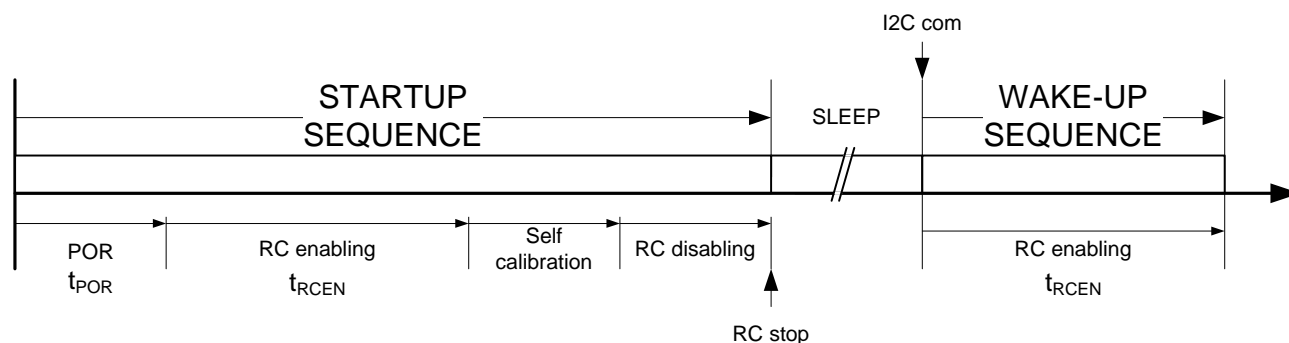 I2C com
STARTUP
SEQUENCE
SLEEP
WAKE-UP
SEQUENCE
POR
tPOR
RC enabling
tRCEN
Self
calibration
RC disabling
RC enabling
tRCEN
RC stop